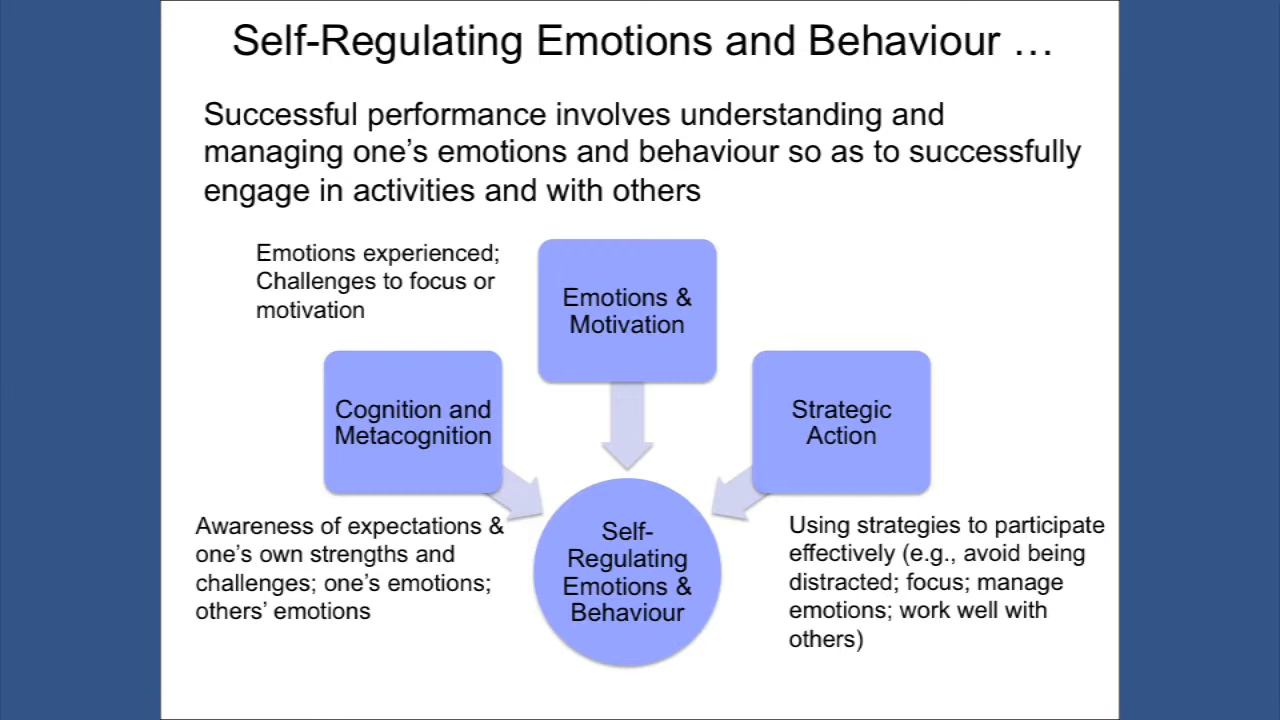 Self-Regulating Emotions and Behaviour …
Successful performance involves understanding and
managing one’s emotions and behaviour so as to successfully
engage in activities and with others
Emotions experienced;
Challenges to focus or
motivation
Emotions &
Motivation
Cognition and
Metacognition
Strategic
Action
Awareness of expectations &
one’s own strengths and
challenges; one’s emotions;
others’ emotions
Self-
Regulating
Emotions &
Behaviour
Using strategies to participate
effectively (e.g., avoid being
distracted; focus; manage
emotions; work well with
others)